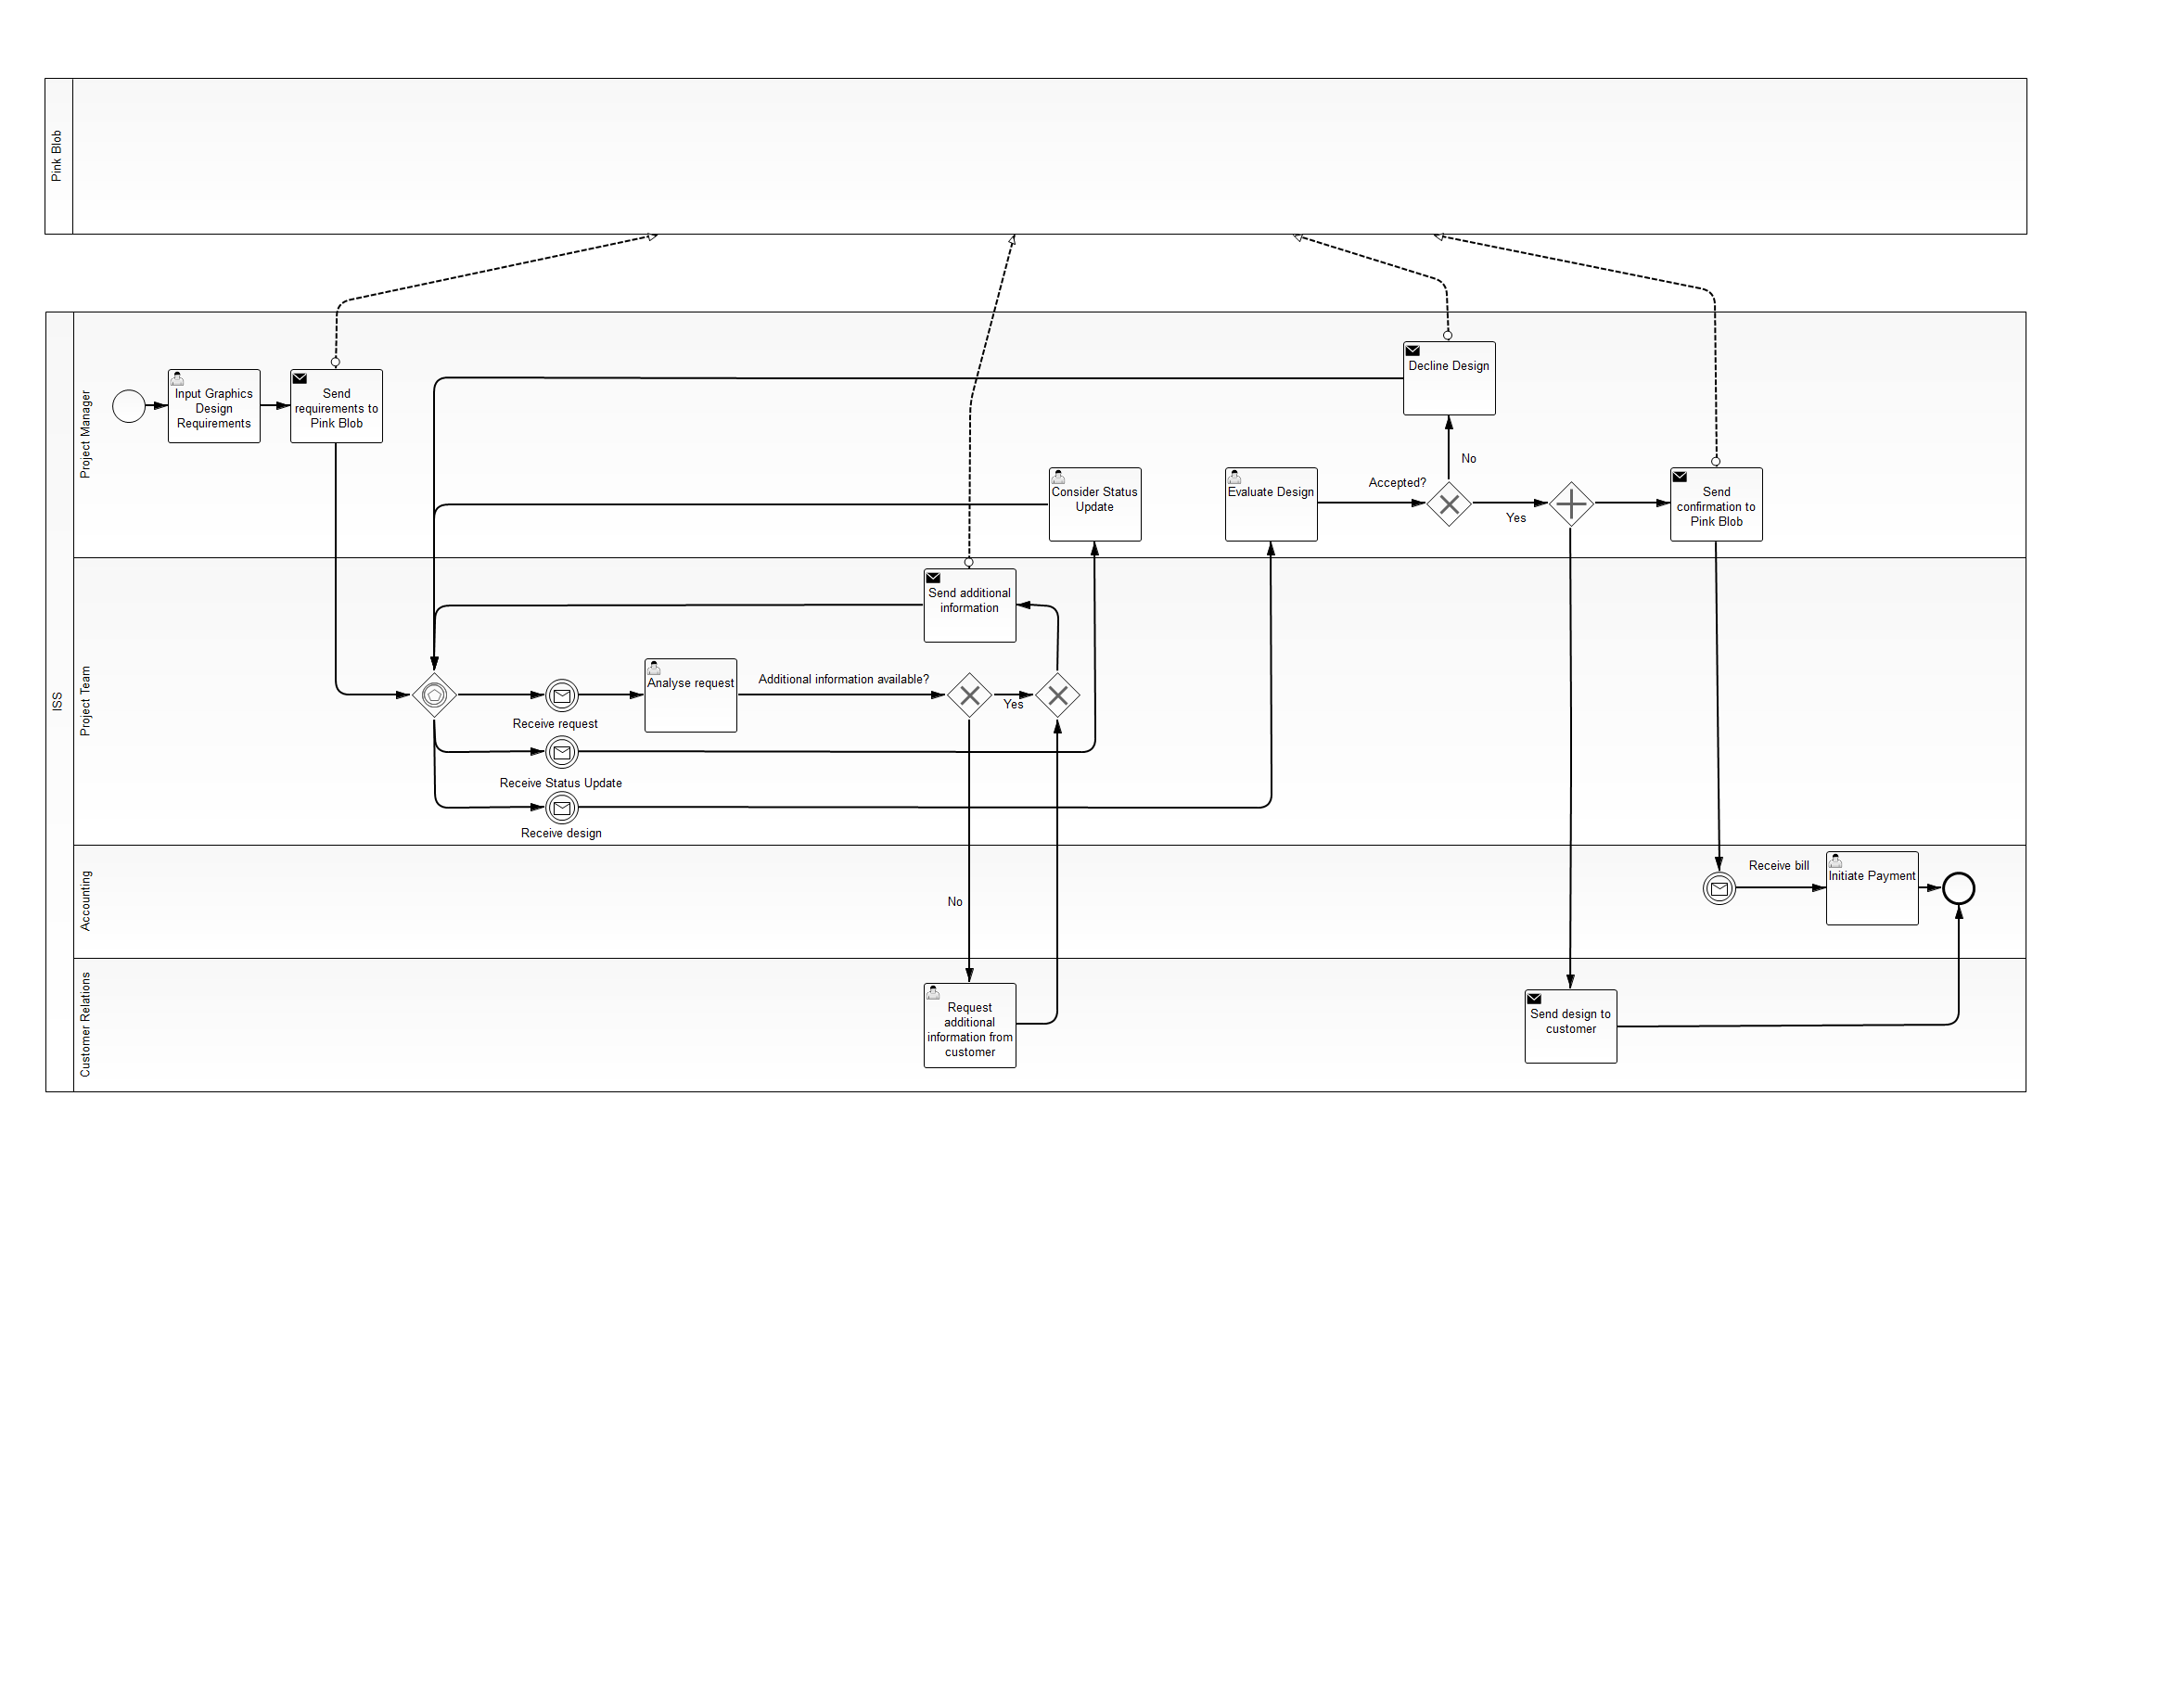 Pink Blob
ISS
Project Manager
Input Graphics
Design
Requirements
Send
requirements to
Pink Blob
Decline Design
No
Consider Status
Update
Evaluate Design
Accepted?
Yes
Send
confirmation to
Pink Blob
Project Team
Send additional
information
Analyse request
Additional information available?
Yes
Receive request
Receive Status Update
Receive design
Accounting
No
Receive bill
Initiate Payment
Customer Relations
Request
additional
information from
customer
Send design to
customer